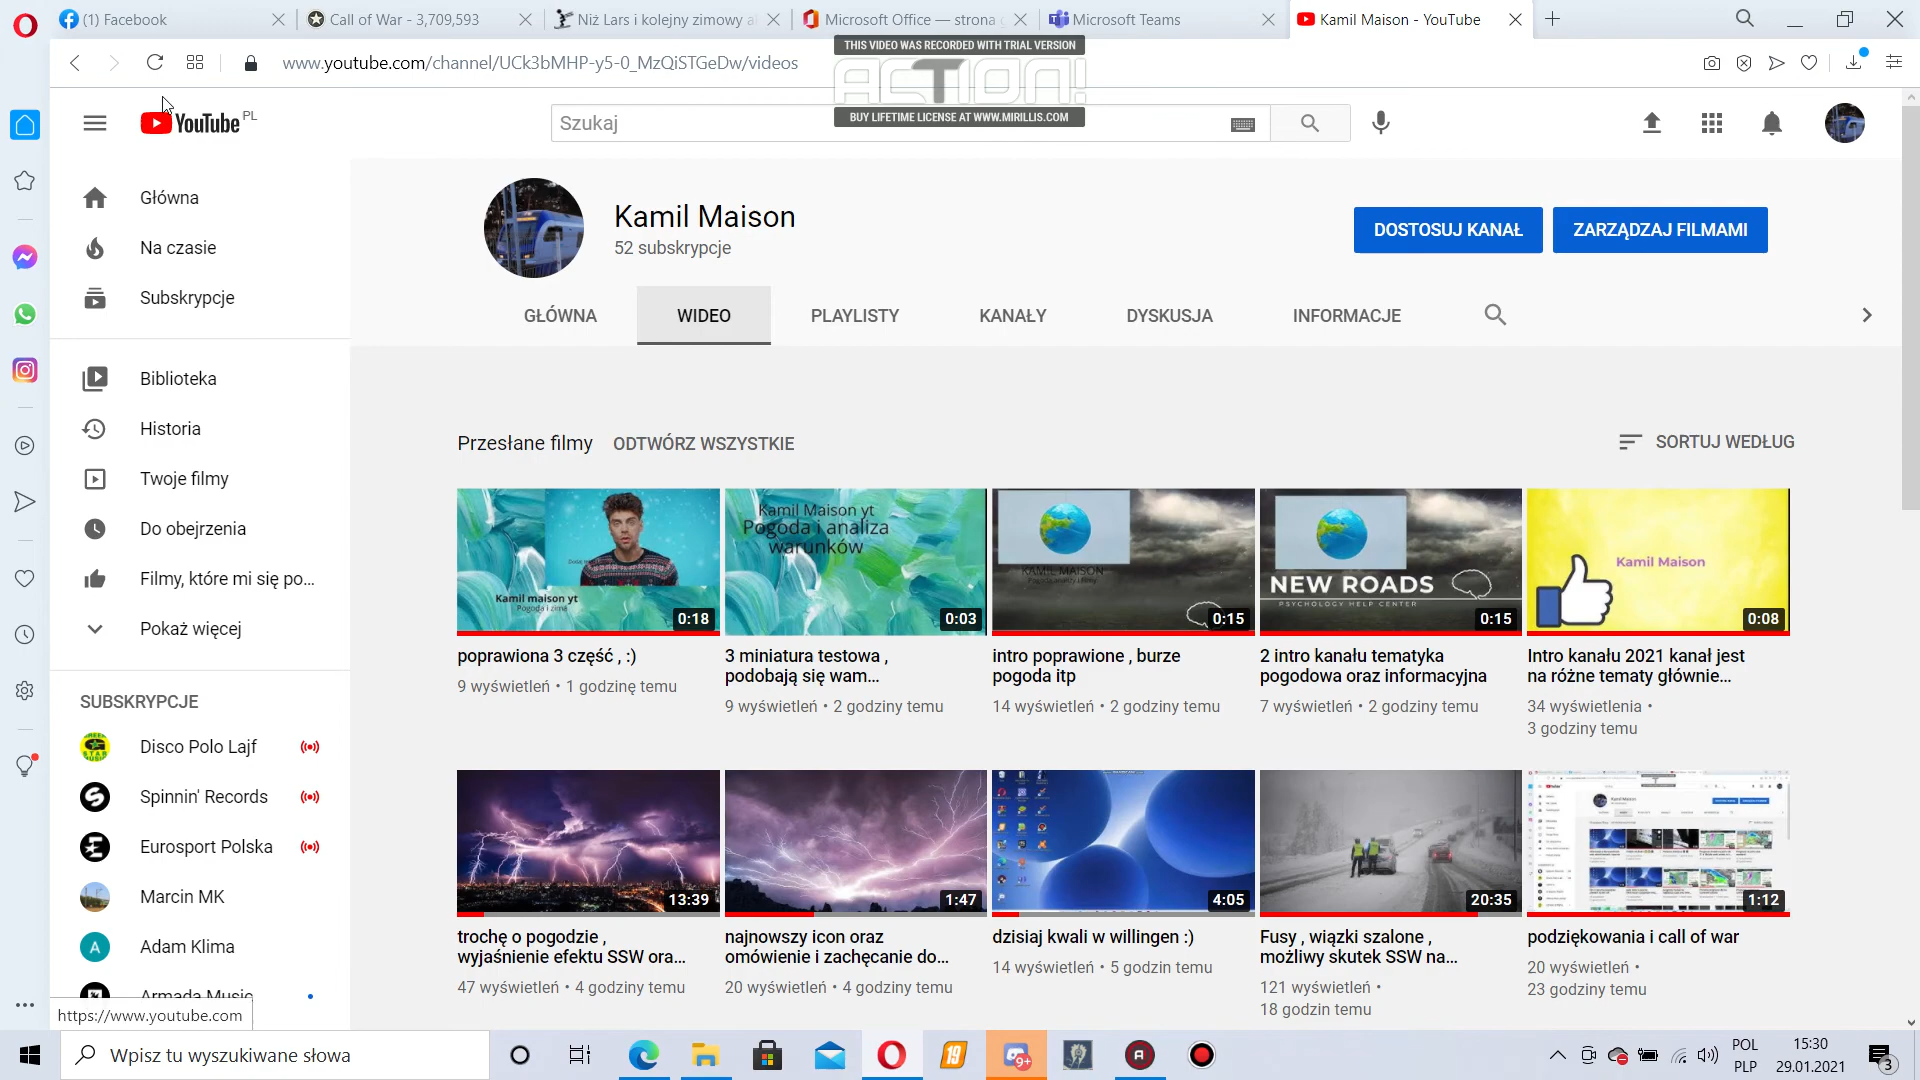 (1) Facebook
Call of War - 3,709,593
Niż Lars i kolejny zimowy a
Microsoft Office — strona
Microsoft Teams
Kamil Maison - YouTube
THIS VIDEO WAS RECORDED WITH TRIAL VERSION
ACTION!
BUY LIFETIME LICENSE AT WWW.MIRILLIS.COM
www.youtube.com/channel/UCk3bMHP-y5-0_MzQiSTGeDw/videos
YouTube PL
Szukaj
Główna
Na czasie
Subskrypcje
Biblioteka
Historia
Twoje filmy
Do obejrzenia
Filmy, które mi się po...
Pokaż więcej
SUBSKRYPCJE
Disco Polo Lajf
Spinnin' Records
Eurosport Polska
Marcin MK
A
Adam Klima
Armada Music
https://www.youtube.com
Kamil Maison
52 subskrypcje
DOSTOSUJ KANAŁ
ZARZĄDZAJ FILMAMI
GŁÓWNA
WIDEO
PLAYLISTY
KANAŁY
DYSKUSJA
INFORMACJE
Przesłane filmy
ODTWÓRZ WSZYSTKIE
SORTUJ WEDŁUG
Kamil maison yt
Pogoda i zima
0:18
Kamil Maison yt
Pogoda i analiza
warunków
0:03
KAMIL MAISON
0:15
NEW ROADS
PSYCHOLOGY HELP CENTER
0:15
Kamil Maison
0:08
poprawiona 3 część , :)
9 wyświetleń • 1 godzinę temu
3 miniatura testowa ,
podobają się wam...
9 wyświetleń • 2 godziny temu
intro poprawione , burze
pogoda itp
14 wyświetleń • 2 godziny temu
2 intro kanału tematyka
pogodowa oraz informacyjna
7 wyświetleń • 2 godziny temu
Intro kanału 2021 kanał jest
na różne tematy głównie...
34 wyświetlenia •
3 godziny temu
13:39
1:47
4:05
20:35
1:12
trochę o pogodzie ,
wyjaśnienie efektu SSW ora...
47 wyświetleń • 4 godziny temu
najnowszy icon oraz
omówienie i zachęcanie do...
20 wyświetleń • 4 godziny temu
dzisiaj kwali w willingen :)
14 wyświetleń • 5 godzin temu
Fusy , wiązki szalone ,
możliwy skutek SSW na...
121 wyświetleń •
18 godzin temu
podziękowania i call of war
20 wyświetleń •
23 godziny temu
Wpisz tu wyszukiwane słowa
19
9+
POL
PLP
15:30
29.01.2021
3